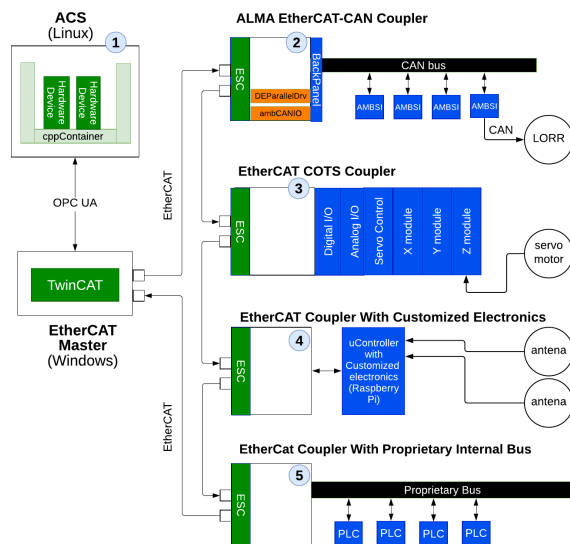 ACS
(Linux)
1
Hardware
Device
Hardware
Device
cppContainer
OPC UA
TwinCAT
EtherCAT
Master
(Windows)
EtherCAT
EtherCAT
ALMA EtherCAT-CAN Coupler
2
ESC
DEParallelDrv
ambCANIO
BackPanel
CAN bus
AMBSI
AMBSI
AMBSI
AMBSI
CAN
LORR
EtherCAT COTS Coupler
3
ESC
Digital I/O
Analog I/O
Servo Control
X module
Y module
Z module
servo
motor
EtherCAT Coupler With Customized Electronics
4
ESC
uController
with
Customized
electronics
(Raspberry
Pi)
antena
antena
EtherCat Coupler With Proprietary Internal Bus
5
ESC
Proprietary Bus
PLC
PLC
PLC
PLC